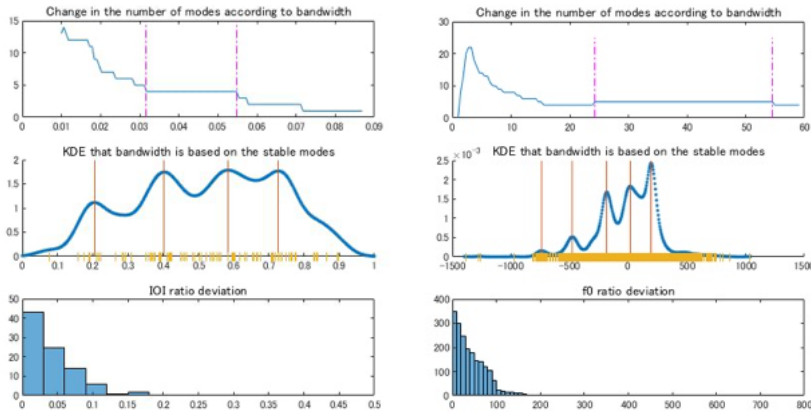 Change in the number of modes according to bandwidth
15
10
5
0
0 0.01 0.02 0.03 0.04 0.05 0.06 0.07 0.08 0.09
KDE that bandwidth is based on the stable modes
2
1.5
1
0.5
0
0 0.1 0.2 0.3 0.4 0.5 0.6 0.7 0.8 0.9 1
IOI ratio deviation
50
40
30
20
10
0
0 0.05 0.1 0.15 0.2 0.25 0.3 0.35 0.4 0.45 0.5
Change in the number of modes according to bandwidth
30
20
10
0
0 10 20 30 40 50 60
KDE that bandwidth is based on the stable modes
×10⁻³
2.5
2
1.5
1
0.5
0
-1500 -1000 -500 0 500 1000 1500
f0 ratio deviation
400
300
200
100
0
0 100 200 300 400 500 600 700 800